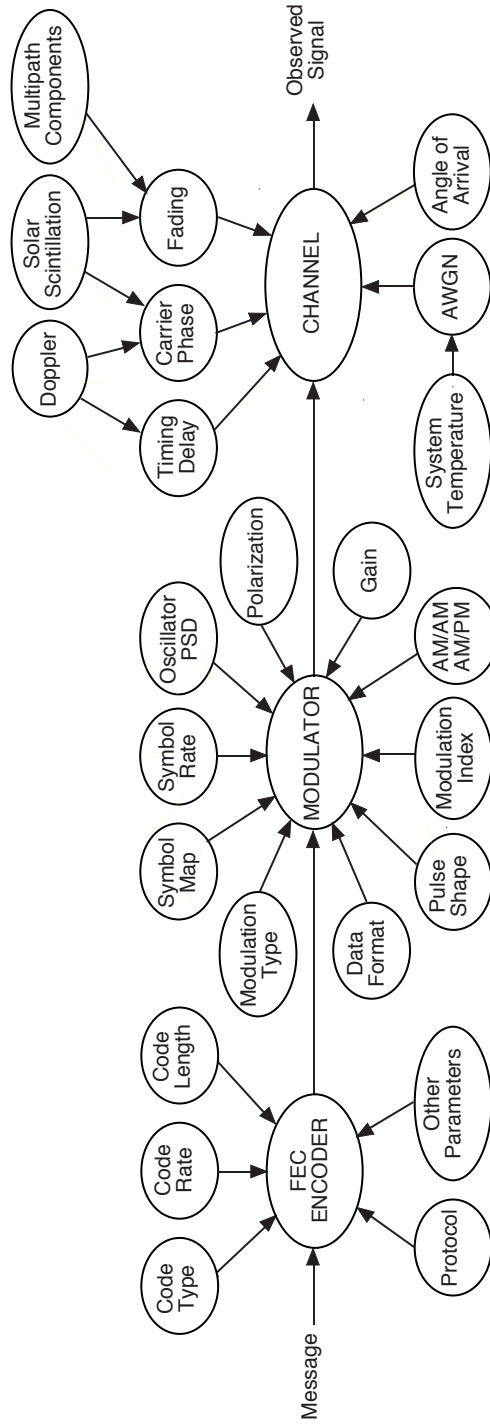 Message
Code
Type
Code
Rate
Code
Length
FEC
ENCODER
Protocol
Other
Parameters
Modulation
Type
Symbol
Map
Symbol
Rate
Oscillator
PSD
Polarization
MODULATOR
Data
Format
Pulse
Shape
Modulation
Index
AM/AM
AM/PM
Gain
Doppler
Solar
Scintillation
Multipath
Components
Timing
Delay
Carrier
Phase
Fading
CHANNEL
System
Temperature
AWGN
Angle of
Arrival
Observed
Signal